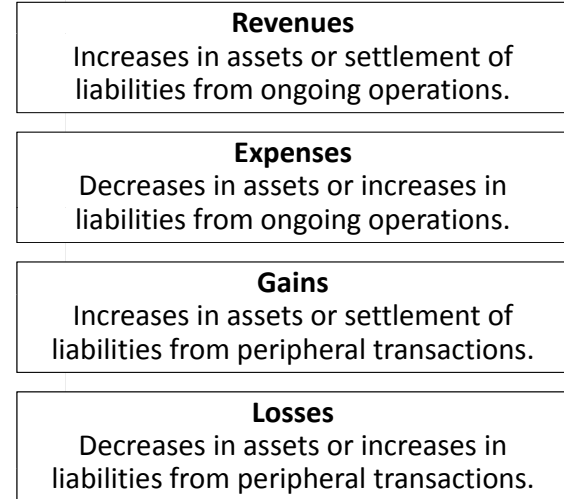 Revenues
Increases in assets or settlement of
liabilities from ongoing operations.
Expenses
Decreases in assets or increases in
liabilities from ongoing operations.
Gains
Increases in assets or settlement of
liabilities from peripheral transactions.
Losses
Decreases in assets or increases in
liabilities from peripheral transactions.